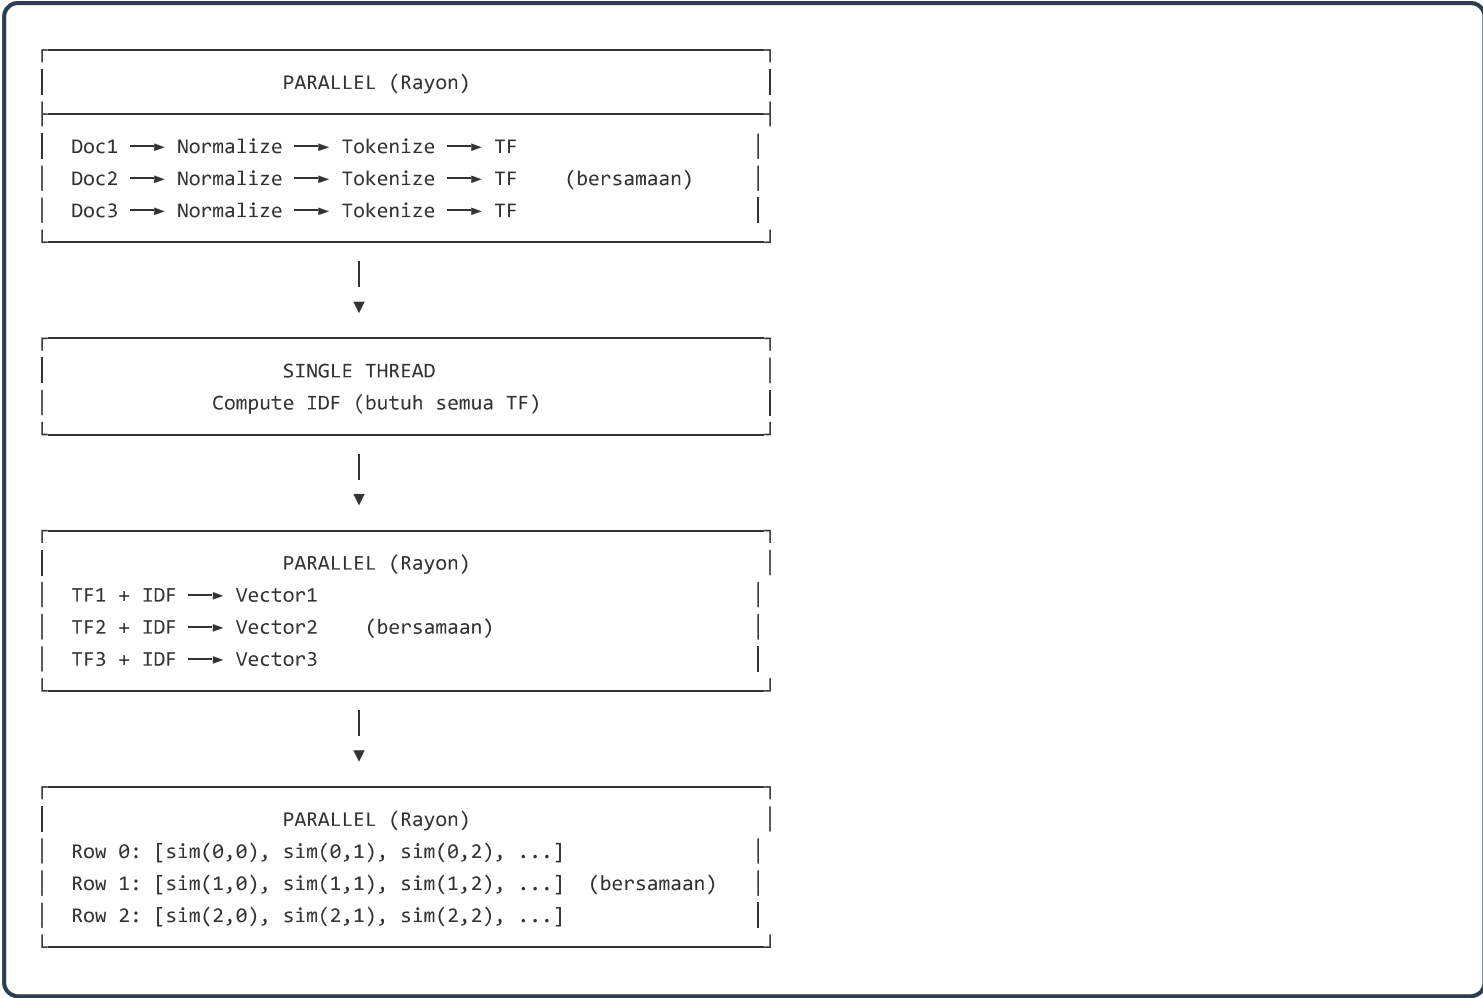 PARALLEL (Rayon)
Doc1 ──► Normalize ──► Tokenize ──► TF
Doc2 ──► Normalize ──► Tokenize ──► TF (bersamaan)
Doc3 ──► Normalize ──► Tokenize ──► TF
SINGLE THREAD
Compute IDF (butuh semua TF)
PARALLEL (Rayon)
TF1 + IDF ──► Vector1
TF2 + IDF ──► Vector2 (bersamaan)
TF3 + IDF ──► Vector3
PARALLEL (Rayon)
Row 0: [sim(0,0), sim(0,1), sim(0,2), ...]
Row 1: [sim(1,0), sim(1,1), sim(1,2), ...] (bersamaan)
Row 2: [sim(2,0), sim(2,1), sim(2,2), ...]